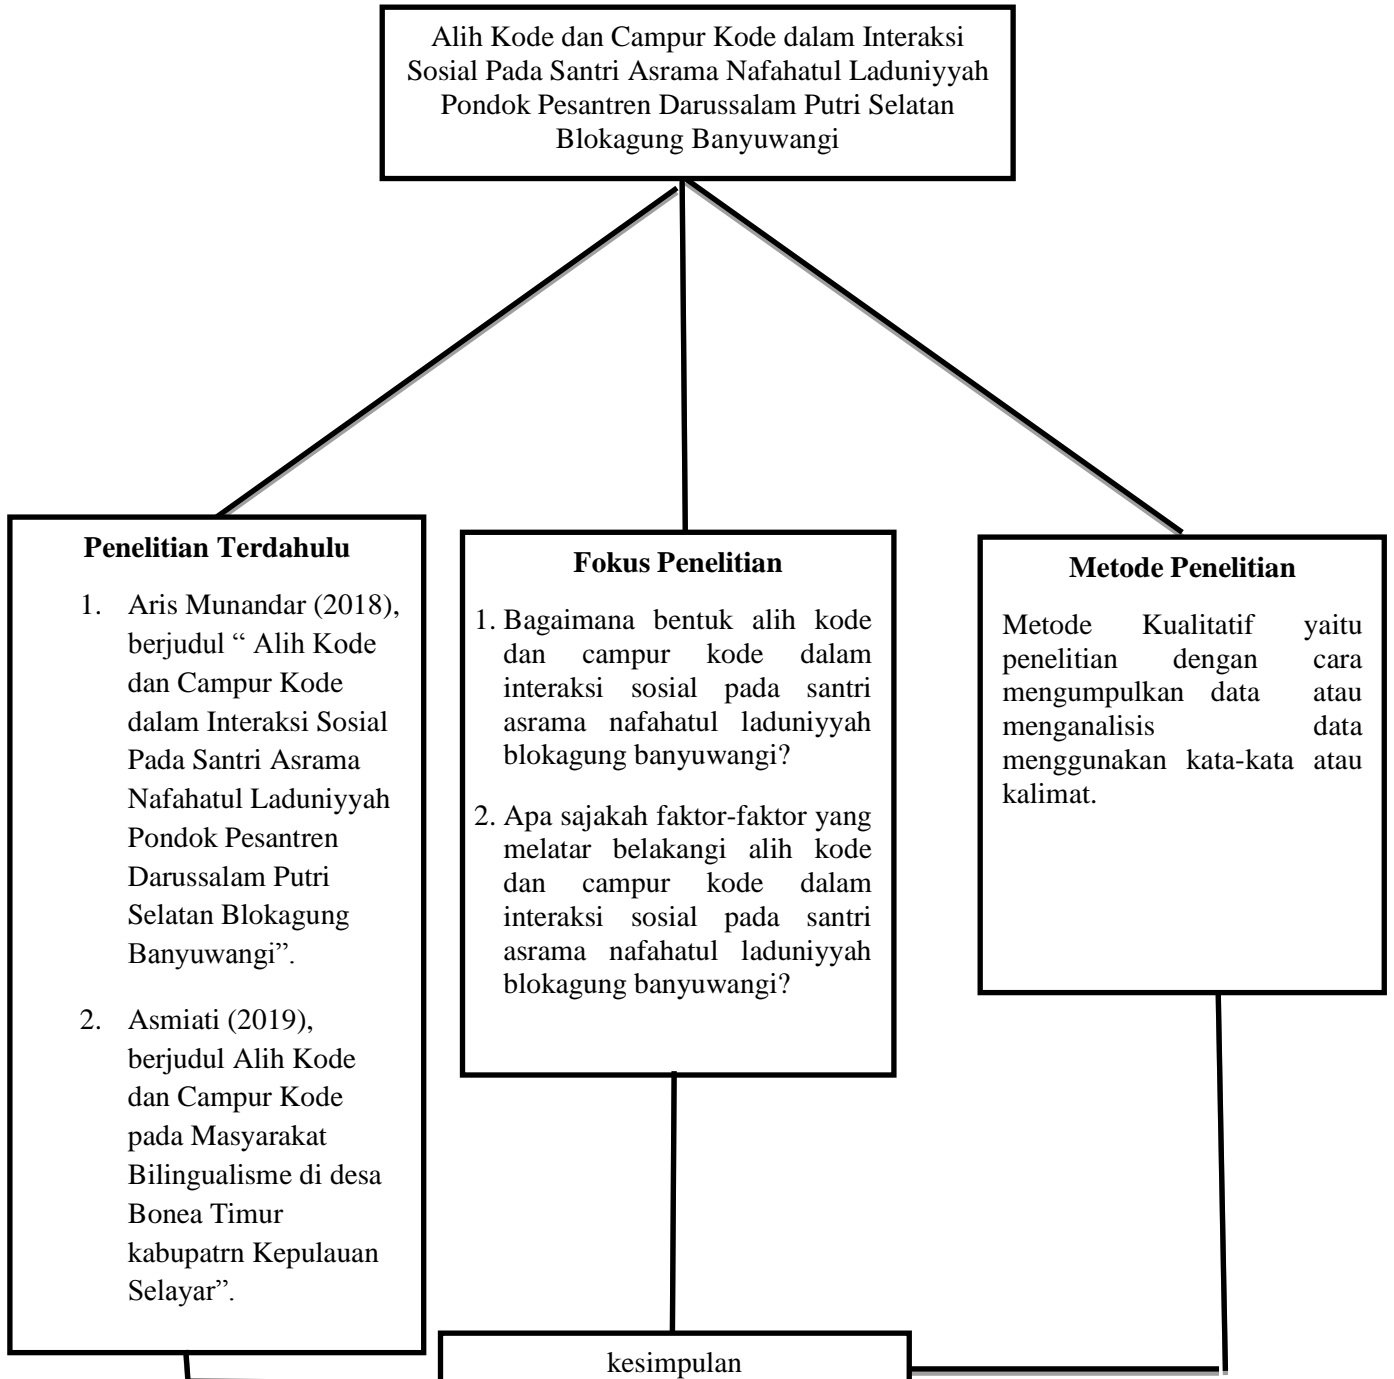 Alih Kode dan Campur Kode dalam Interaksi
Sosial Pada Santri Asrama Nafahatul Laduniyyah
Pondok Pesantren Darussalam Putri Selatan
Blokagung Banyuwangi
Penelitian Terdahulu
1. Aris Munandar (2018),
berjudul “ Alih Kode
dan Campur Kode
dalam Interaksi Sosial
Pada Santri Asrama
Nafahatul Laduniyyah
Pondok Pesantren
Darussalam Putri
Selatan Blokagung
Banyuwangi”.
2. Asmiati (2019),
berjudul Alih Kode
dan Campur Kode
pada Masyarakat
Bilingualisme di desa
Bonea Timur
kabupatrn Kepulauan
Selayar”.
Fokus Penelitian
1. Bagaimana bentuk alih kode
dan campur kode dalam
interaksi sosial pada santri
asrama nafahatul laduniyyah
blokagung banyuwangi?
2. Apa sajakah faktor-faktor yang
melatar belakangi alih kode
dan campur kode dalam
interaksi sosial pada santri
asrama nafahatul laduniyyah
blokagung banyuwangi?
Metode Penelitian
Metode Kualitatif yaitu
penelitian dengan cara
mengumpulkan data atau
menganalisis data
menggunakan kata-kata atau
kalimat.
kesimpulan